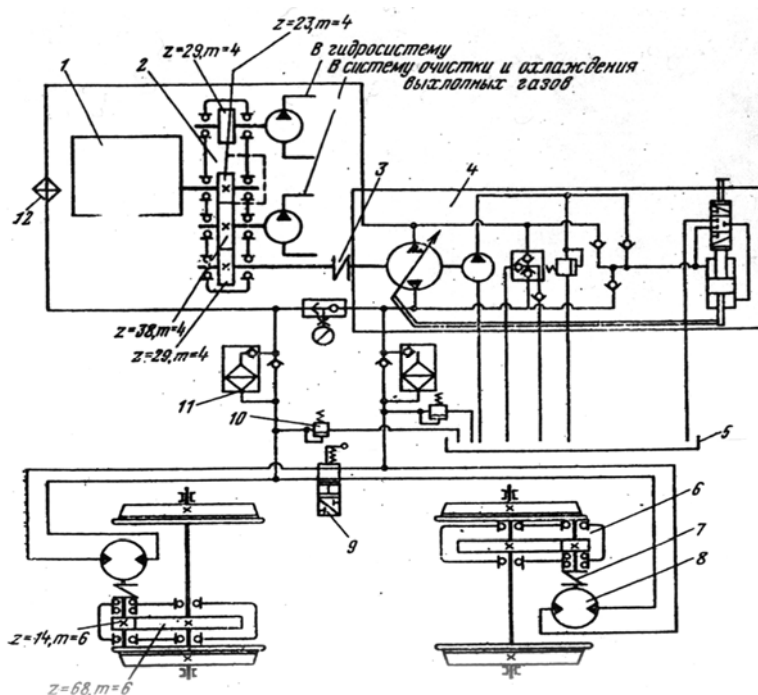 z=23,m=4
z=29,m=4
в гидросистему
в систему очистки и охлаждения
выхлопных газов
1
2
3
4
12
z=38,m=4
z=29,m=4
11
10
5
6
7
8
9
z=14,m=6
z=68,m=6